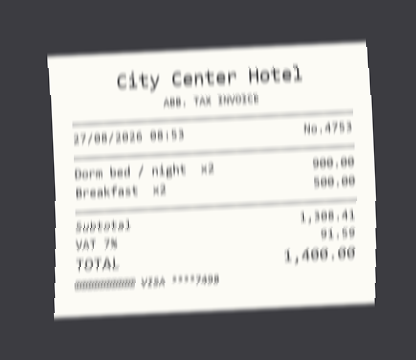 City Center Hotel
ABB. TAX INVOICE
27/08/2026 08:53 No.4753
Dorm bed / night x2 900.00
Breakfast x2 500.00
Subtotal 1,308.41
VAT 7% 91.59
TOTAL 1,400.00
VISA ****7498